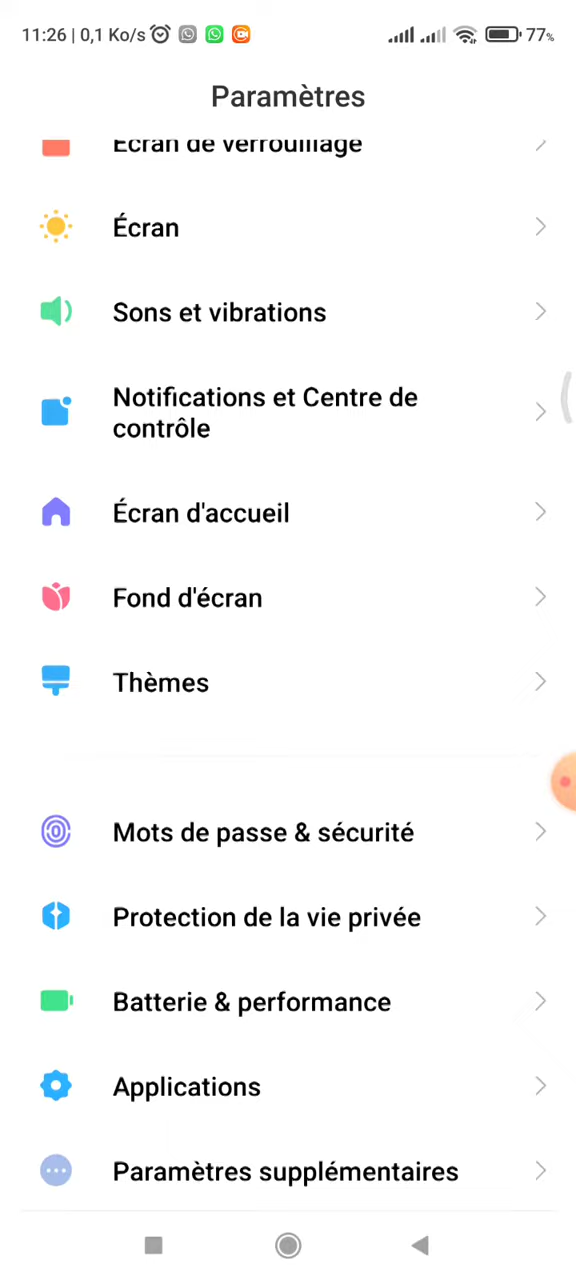 11:26 | 0,1 Ko/s 77%
Paramètres
Écran de verrouillage
Écran
Sons et vibrations
Notifications et Centre de
contrôle
Écran d'accueil
Fond d'écran
Thèmes
Mots de passe & sécurité
Protection de la vie privée
Batterie & performance
Applications
Paramètres supplémentaires